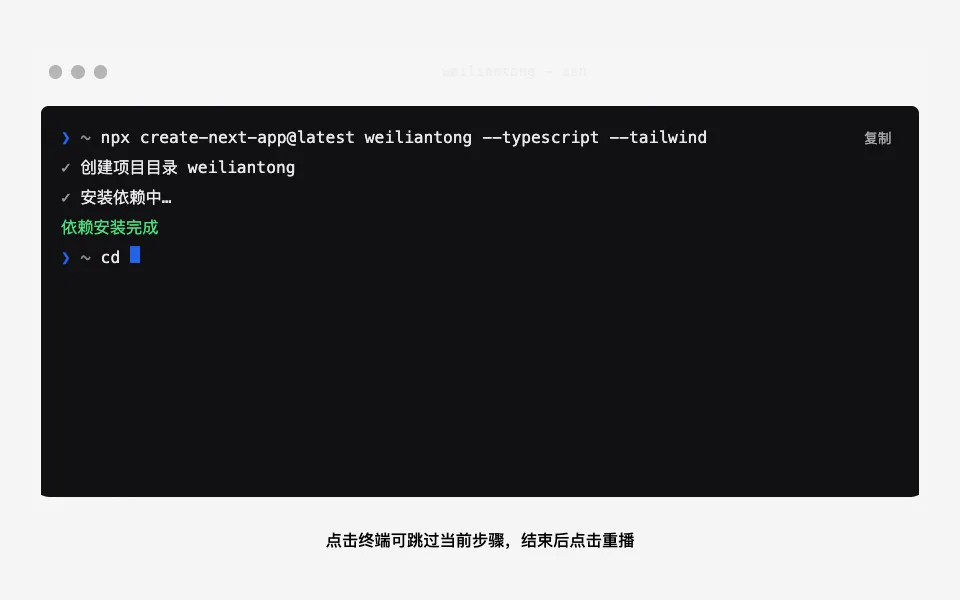 weiliantong — zsh
❯ ~ npx create-next-app@latest weiliantong --typescript --tailwind
复制
✓ 创建项目目录 weiliantong
✓ 安装依赖中…
依赖安装完成
❯ ~ cd
点击终端可跳过当前步骤，结束后点击重播